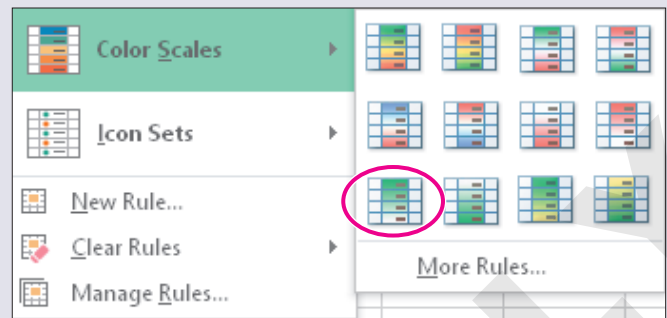 Color Scales
Icon Sets
New Rule...
Clear Rules
Manage Rules...
More Rules...